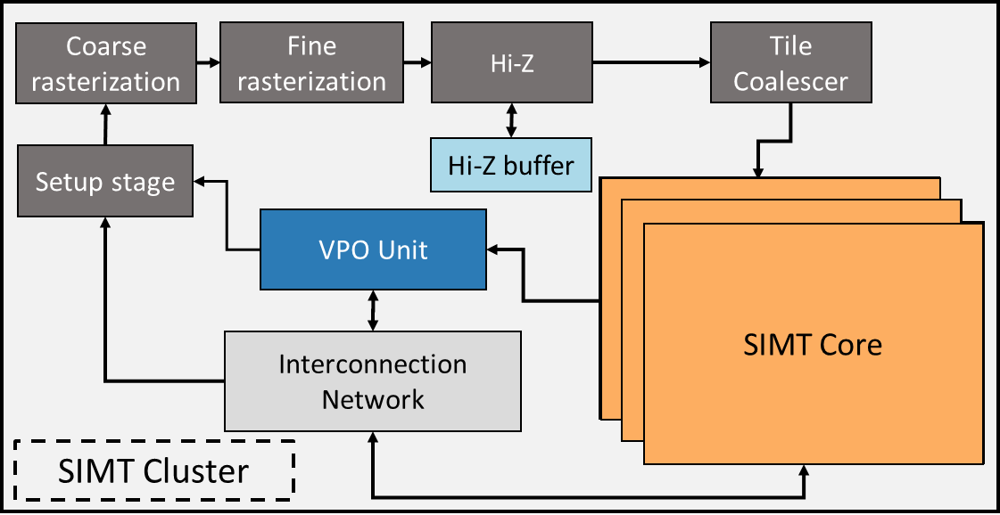 Coarse
rasterization
Fine
rasterization
Hi-Z
Tile
Coalescer
Setup stage
Hi-Z buffer
VPO Unit
SIMT Core
Interconnection
Network
SIMT Cluster